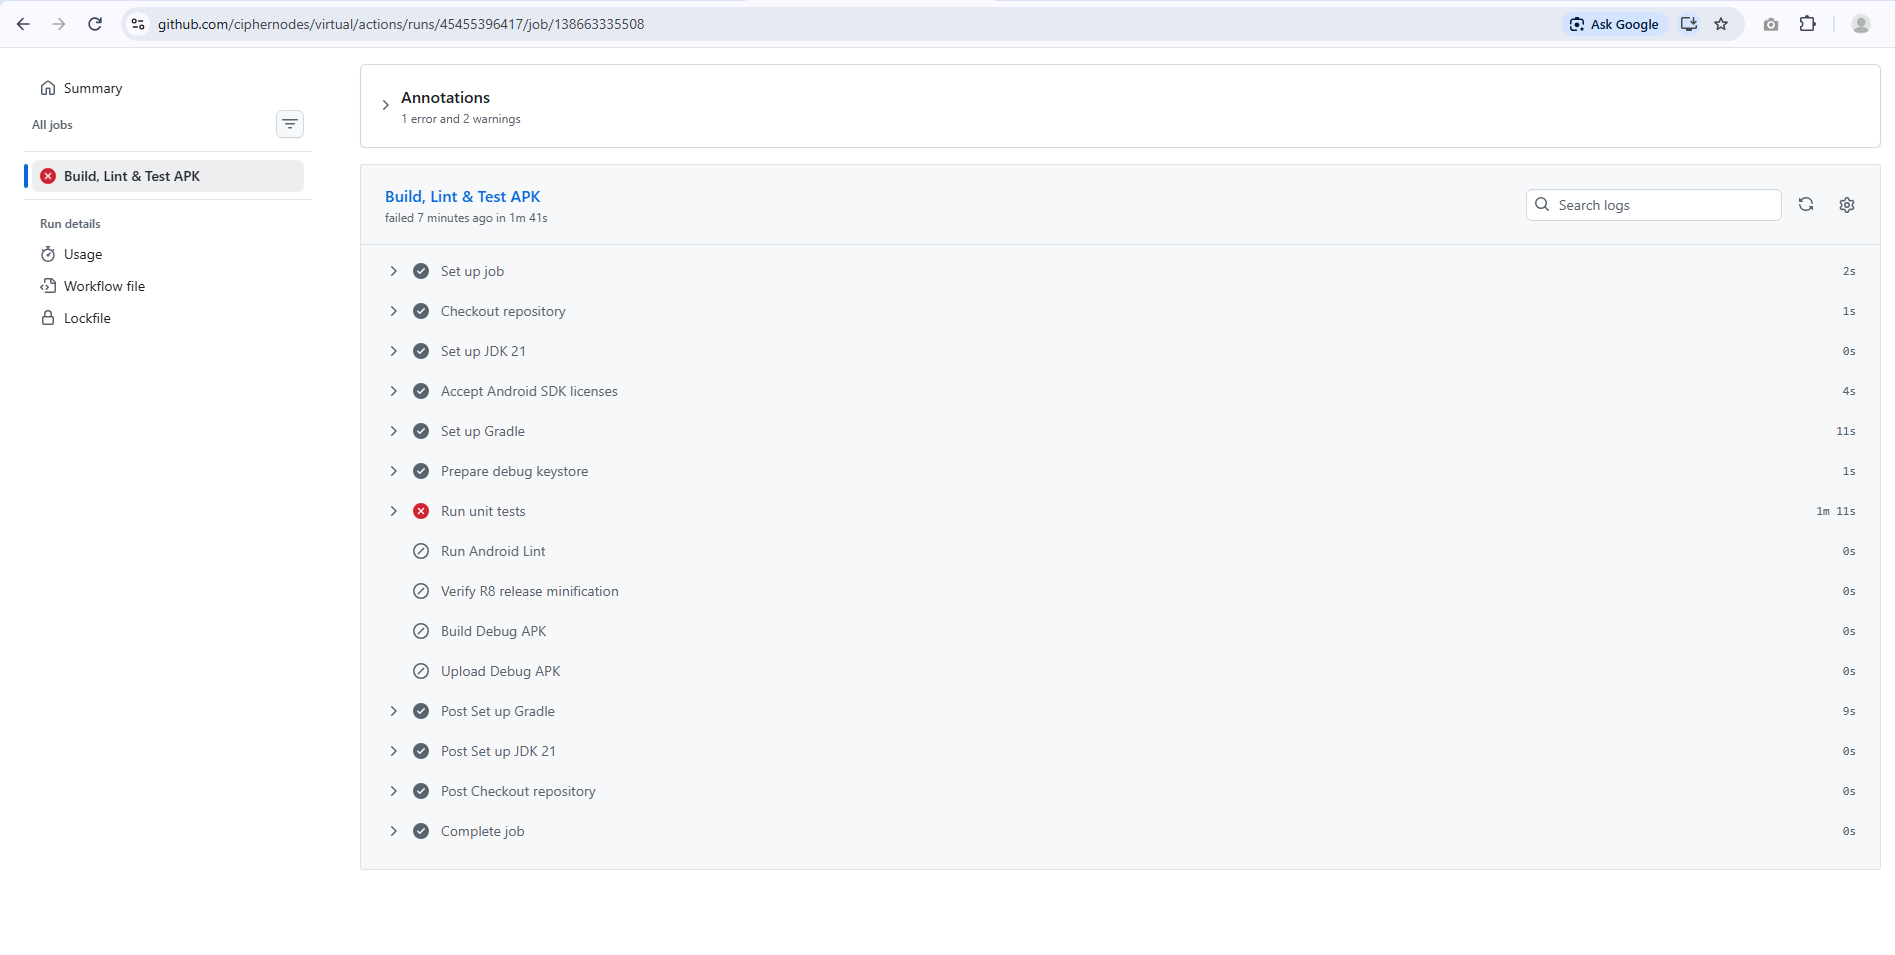 github.com/ciphernodes/virtual/actions/runs/45455396417/job/138663335508
Ask Google
Summary
All jobs
Build, Lint & Test APK
Run details
Usage
Workflow file
Lockfile
Annotations
1 error and 2 warnings
Build, Lint & Test APK
failed 7 minutes ago in 1m 41s
Search logs
Set up job 2s
Checkout repository 1s
Set up JDK 21 0s
Accept Android SDK licenses 4s
Set up Gradle 11s
Prepare debug keystore 1s
Run unit tests 1m 11s
Run Android Lint 0s
Verify R8 release minification 0s
Build Debug APK 0s
Upload Debug APK 0s
Post Set up Gradle 9s
Post Set up JDK 21 0s
Post Checkout repository 0s
Complete job 0s